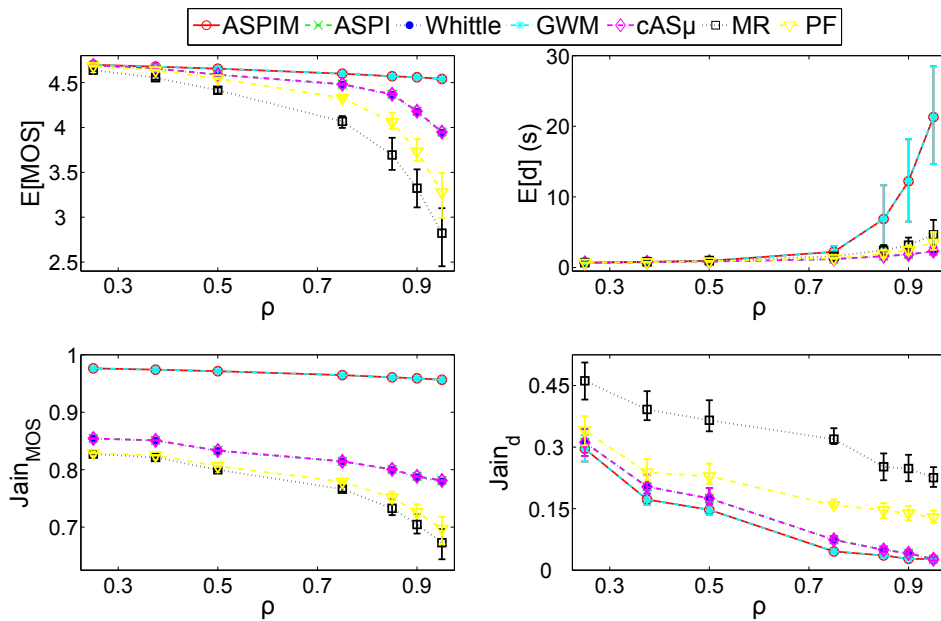 ASPIM ASPI Whittle GWM cASμ MR PF
4.5
4
3.5
3
2.5
E[MOS]
0.3 0.5 0.7 0.9
ρ
30
20
10
0
E[d] (s)
0.3 0.5 0.7 0.9
ρ
1
0.9
0.8
0.7
Jain_MOS
0.3 0.5 0.7 0.9
ρ
0.45
0.3
0.15
0
Jain_d
0.3 0.5 0.7 0.9
ρ